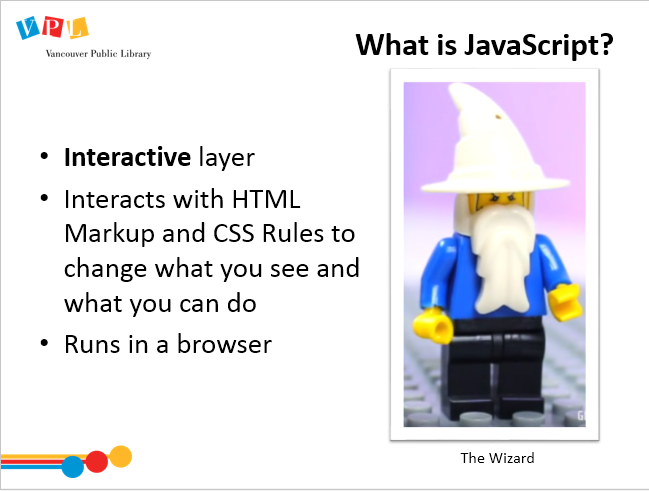 VPL
Vancouver Public Library
What is JavaScript?
• Interactive layer
• Interacts with HTML
Markup and CSS Rules to
change what you see and
what you can do
• Runs in a browser
The Wizard